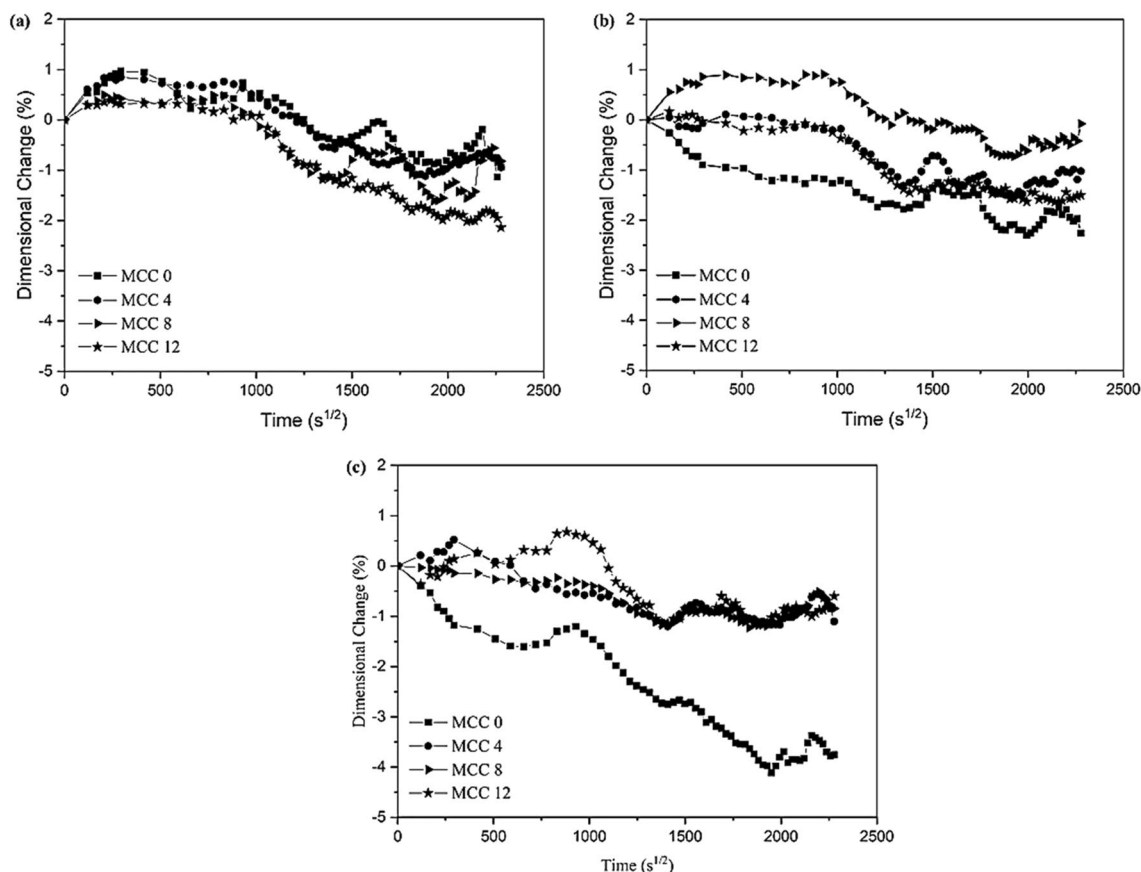 (a)
2
1
0
-1
-2
-3
-4
-5
Dimensional Change (%)
MCC 0
MCC 4
MCC 8
MCC 12
0 500 1000 1500 2000 2500
Time (s1/2)
(b)
2
1
0
-1
-2
-3
-4
-5
Dimensional Change (%)
MCC 0
MCC 4
MCC 8
MCC 12
0 500 1000 1500 2000 2500
Time (s1/2)
(c)
2
1
0
-1
-2
-3
-4
-5
Dimensional Change (%)
MCC 0
MCC 4
MCC 8
MCC 12
0 500 1000 1500 2000 2500
Time (s1/2)